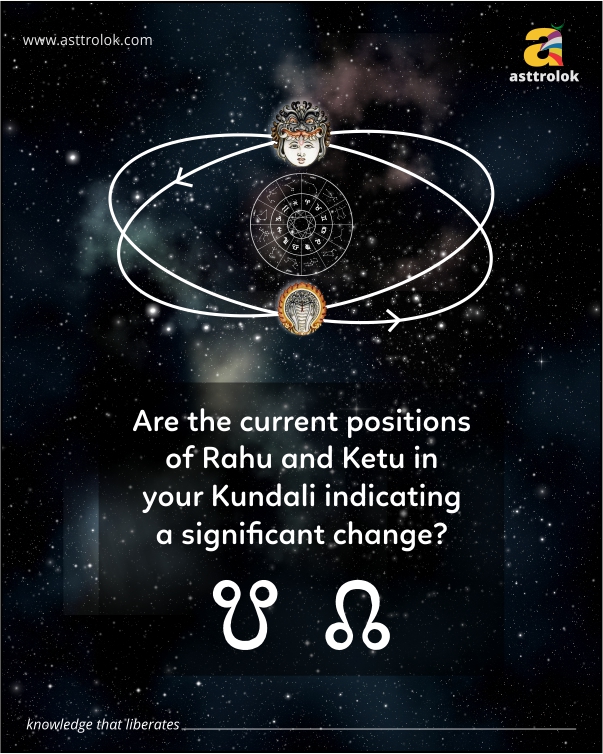 www.asttrolok.com
asttrolok
Are the current positions
of Rahu and Ketu in
your Kundali indicating
a significant change?
knowledge that liberates